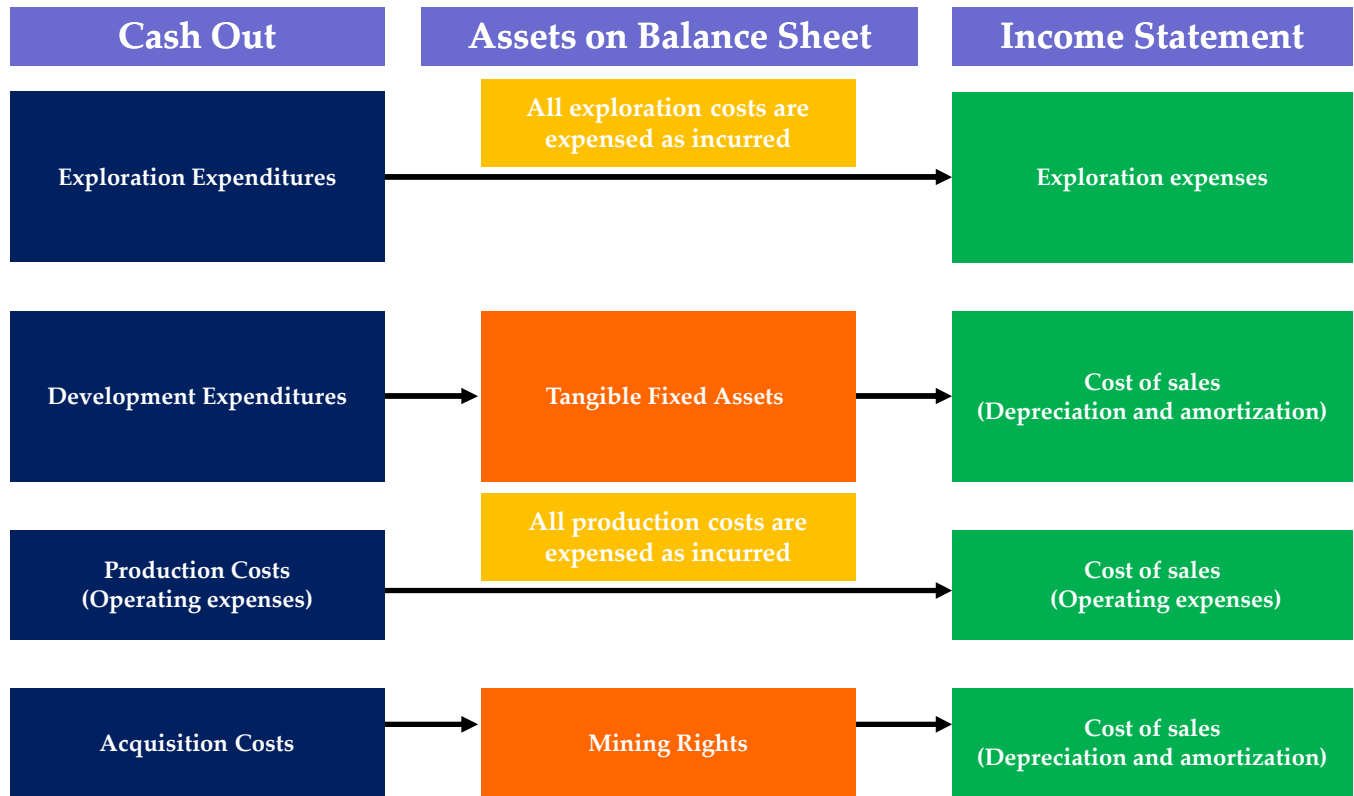 Cash Out
Assets on Balance Sheet
Income Statement
All exploration costs are
expensed as incurred
Exploration Expenditures
Exploration expenses
Development Expenditures
Tangible Fixed Assets
Cost of sales
(Depreciation and amortization)
All production costs are
expensed as incurred
Production Costs
(Operating expenses)
Cost of sales
(Operating expenses)
Acquisition Costs
Mining Rights
Cost of sales
(Depreciation and amortization)